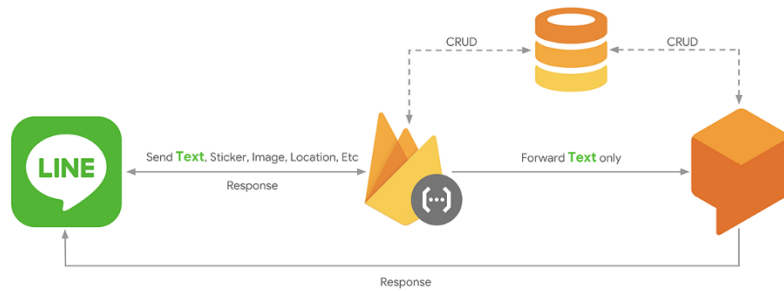 CRUD
CRUD
LINE
Send Text, Sticker, Image, Location, Etc
Response
Forward Text only
Response